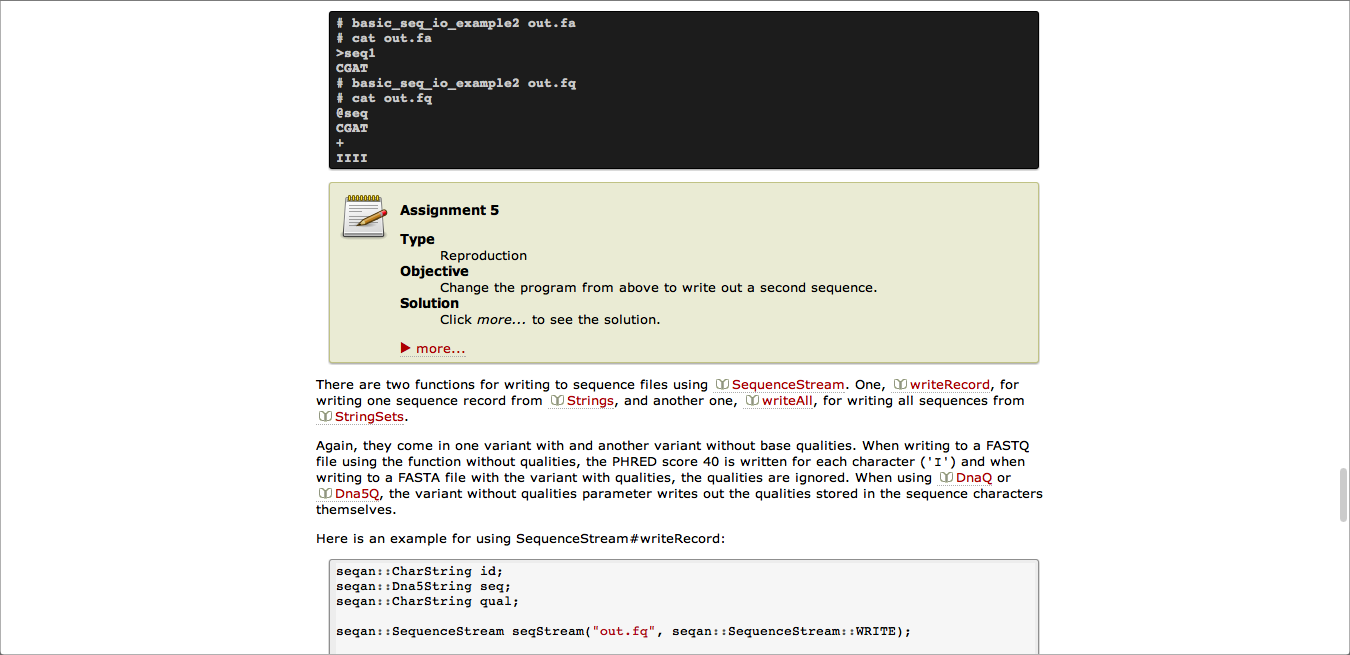 # basic_seq_io_example2 out.fa
# cat out.fa
>seq1
CGAT
# basic_seq_io_example2 out.fq
# cat out.fq
@seq
CGAT
+
IIII
Assignment 5
Type
Reproduction
Objective
Change the program from above to write out a second sequence.
Solution
Click more... to see the solution.
more...
There are two functions for writing to sequence files using SequenceStream. One, writeRecord, for
writing one sequence record from Strings, and another one, writeAll, for writing all sequences from
StringSets.
Again, they come in one variant with and another variant without base qualities. When writing to a FASTQ
file using the function without qualities, the PHRED score 40 is written for each character ('I') and when
writing to a FASTA file with the variant with qualities, the qualities are ignored. When using DnaQ or
Dna5Q, the variant without qualities parameter writes out the qualities stored in the sequence characters
themselves.
Here is an example for using SequenceStream#writeRecord:
seqan::CharString id;
seqan::Dna5String seq;
seqan::CharString qual;
seqan::SequenceStream seqStream("out.fq", seqan::SequenceStream::WRITE);